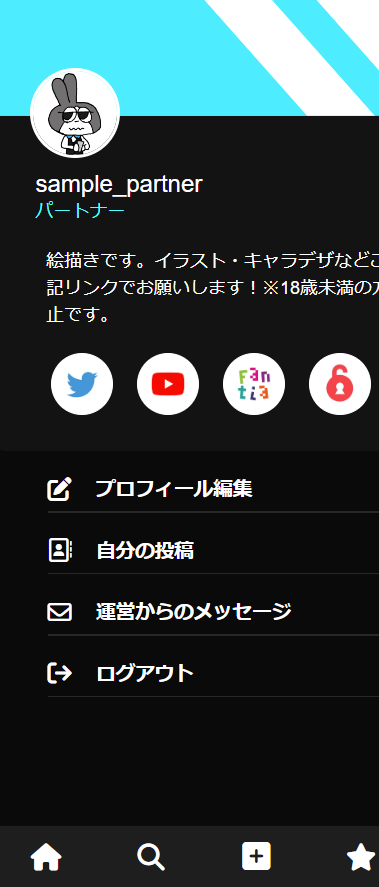 sample_partner
パートナー
絵描きです。イラスト・キャラデザなどご
記リンクでお願いします！※18歳未満の方
止です。
Fan
tia
プロフィール編集
自分の投稿
運営からのメッセージ
ログアウト